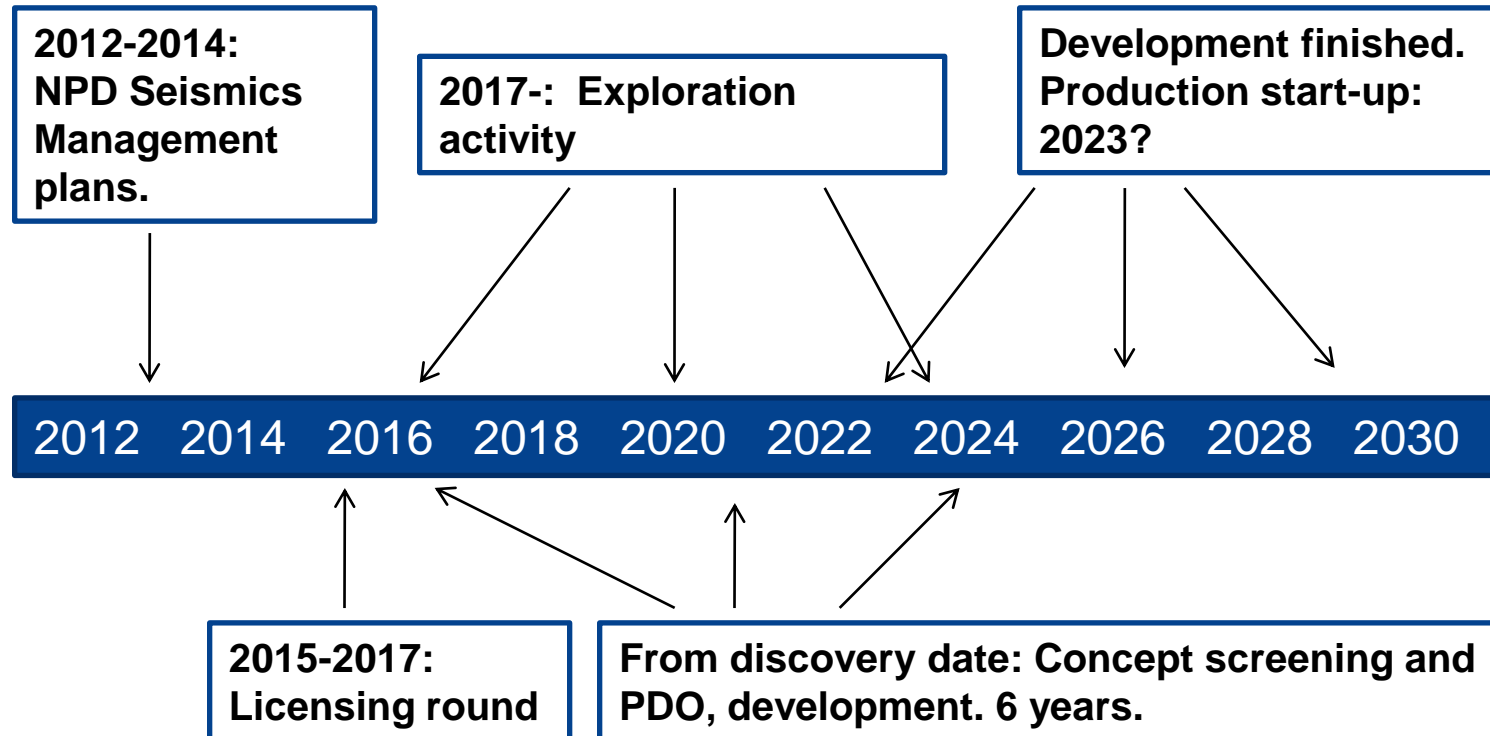 2012-2014:
NPD Seismics
Management
plans.
2017-:  Exploration
activity
Development finished.
Production start-up:
2023?
2012 2014 2016 2018 2020 2022 2024 2026 2028 2030
2015-2017:
Licensing round
From discovery date: Concept screening and
PDO, development. 6 years.